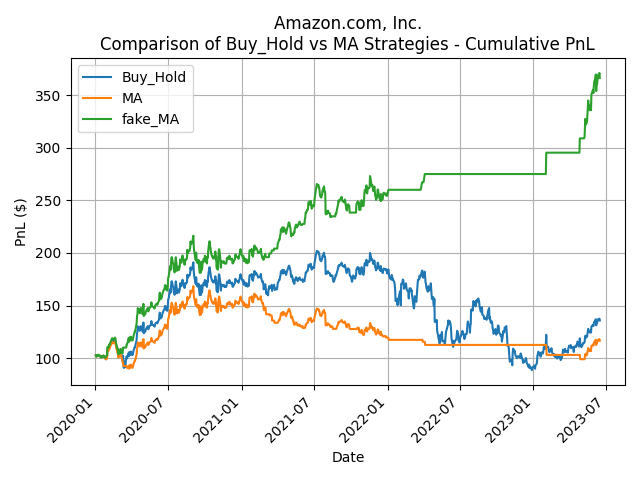 Amazon.com, Inc.
Comparison of Buy_Hold vs MA Strategies - Cumulative PnL
Buy_Hold
MA
fake_MA
PnL ($)
350
300
250
200
150
100
2020-01
2020-07
2021-01
2021-07
2022-01
2022-07
2023-01
2023-07
Date